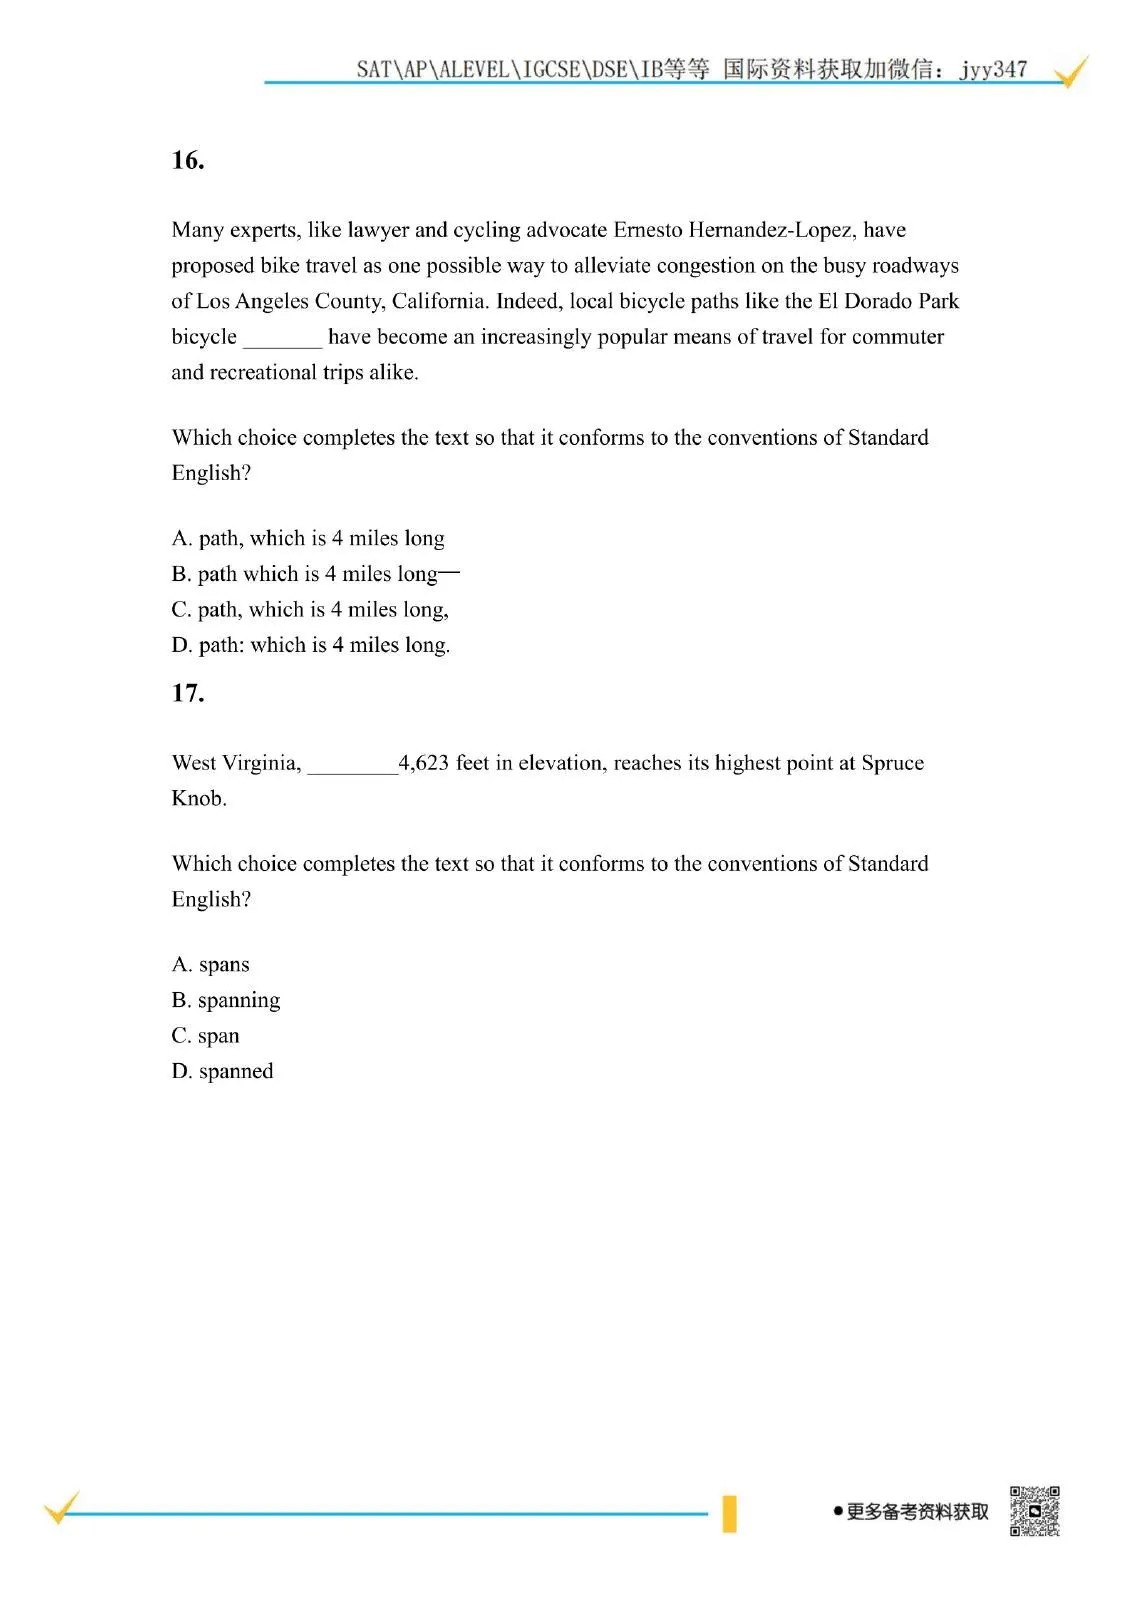 SAT\AP\ALEVEL\IGCSE\DSE\IB等等 国际资料获取加微信：jyy347
16.
Many experts, like lawyer and cycling advocate Ernesto Hernandez-Lopez, have
proposed bike travel as one possible way to alleviate congestion on the busy roadways
of Los Angeles County, California. Indeed, local bicycle paths like the El Dorado Park
bicycle _______ have become an increasingly popular means of travel for commuter
and recreational trips alike.
Which choice completes the text so that it conforms to the conventions of Standard
English?
A. path, which is 4 miles long
B. path which is 4 miles long—
C. path, which is 4 miles long,
D. path: which is 4 miles long.
17.
West Virginia, ________4,623 feet in elevation, reaches its highest point at Spruce
Knob.
Which choice completes the text so that it conforms to the conventions of Standard
English?
A. spans
B. spanning
C. span
D. spanned
●更多备考资料获取